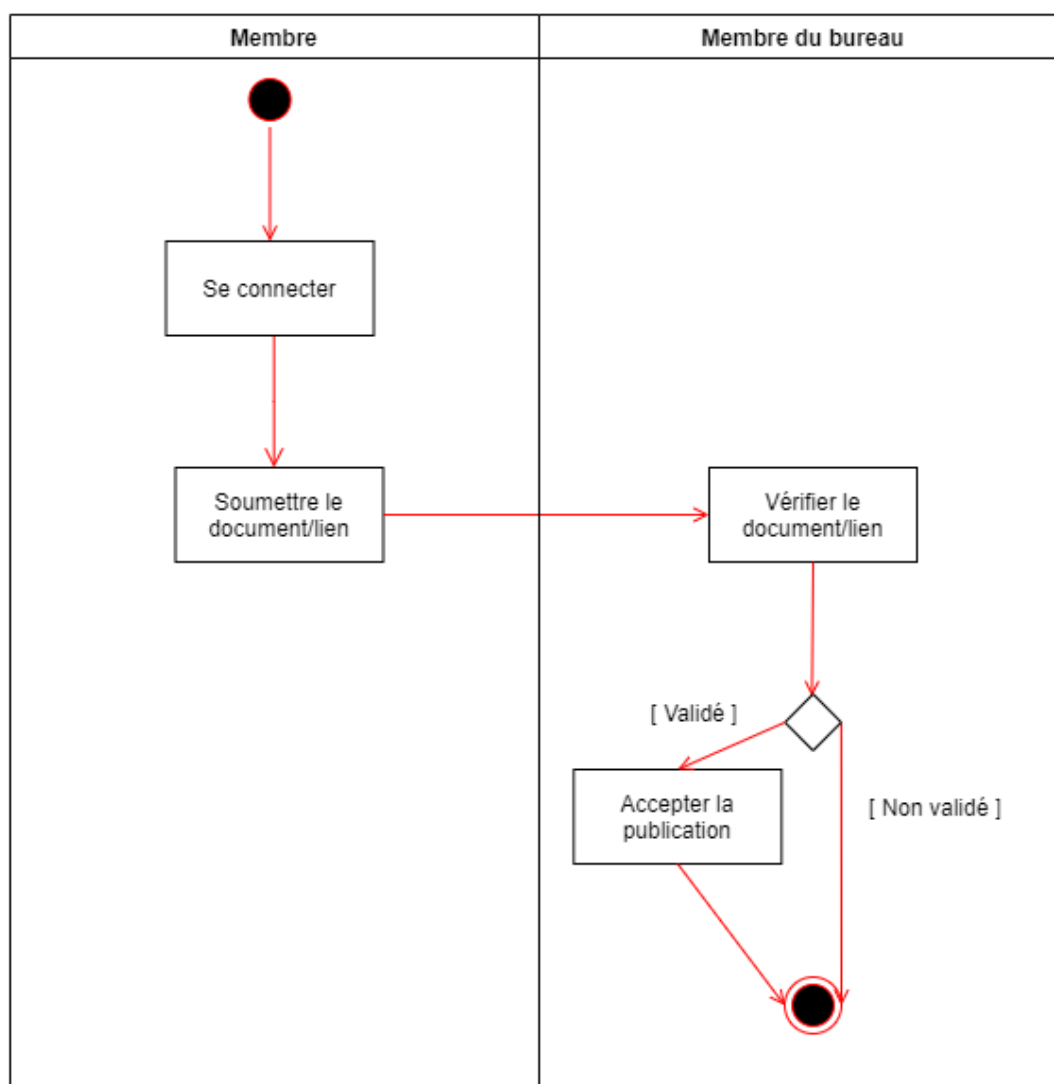 Membre
Membre du bureau
Se connecter
Soumettre le
document/lien
Vérifier le
document/lien
[ Validé ]
Accepter la
publication
[ Non validé ]